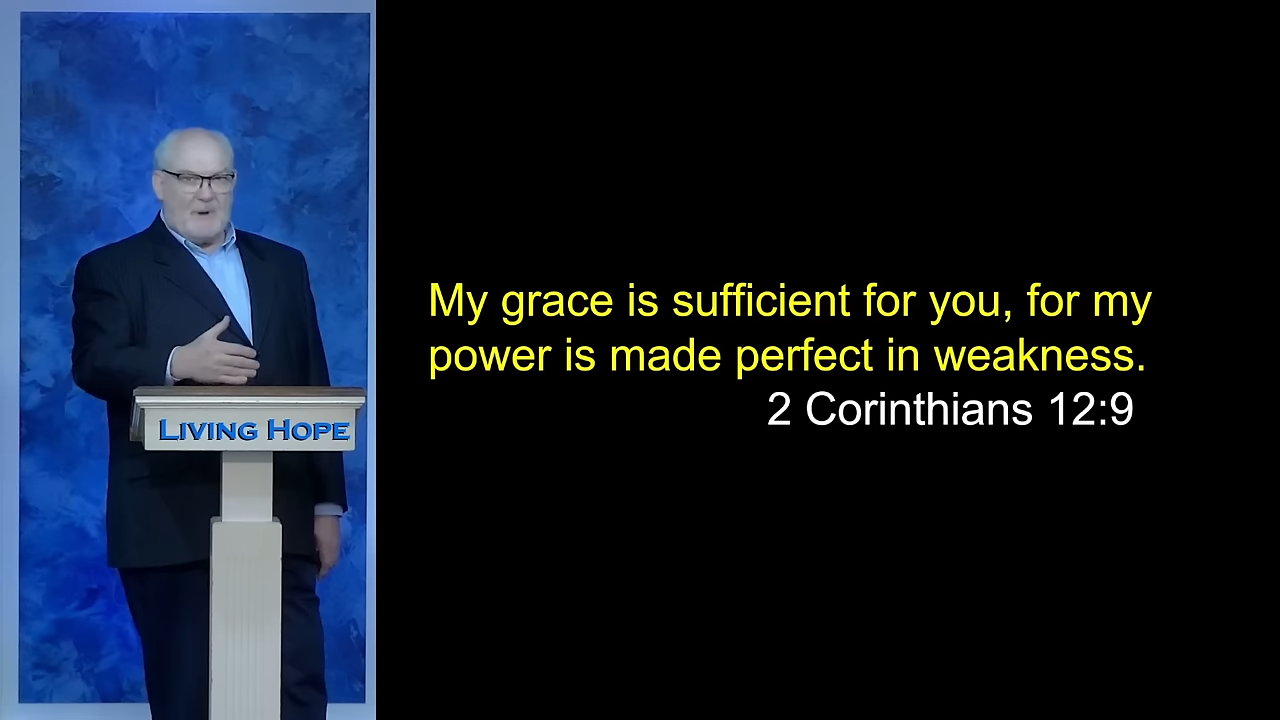 LIVING HOPE
My grace is sufficient for you, for my
power is made perfect in weakness.
2 Corinthians 12:9